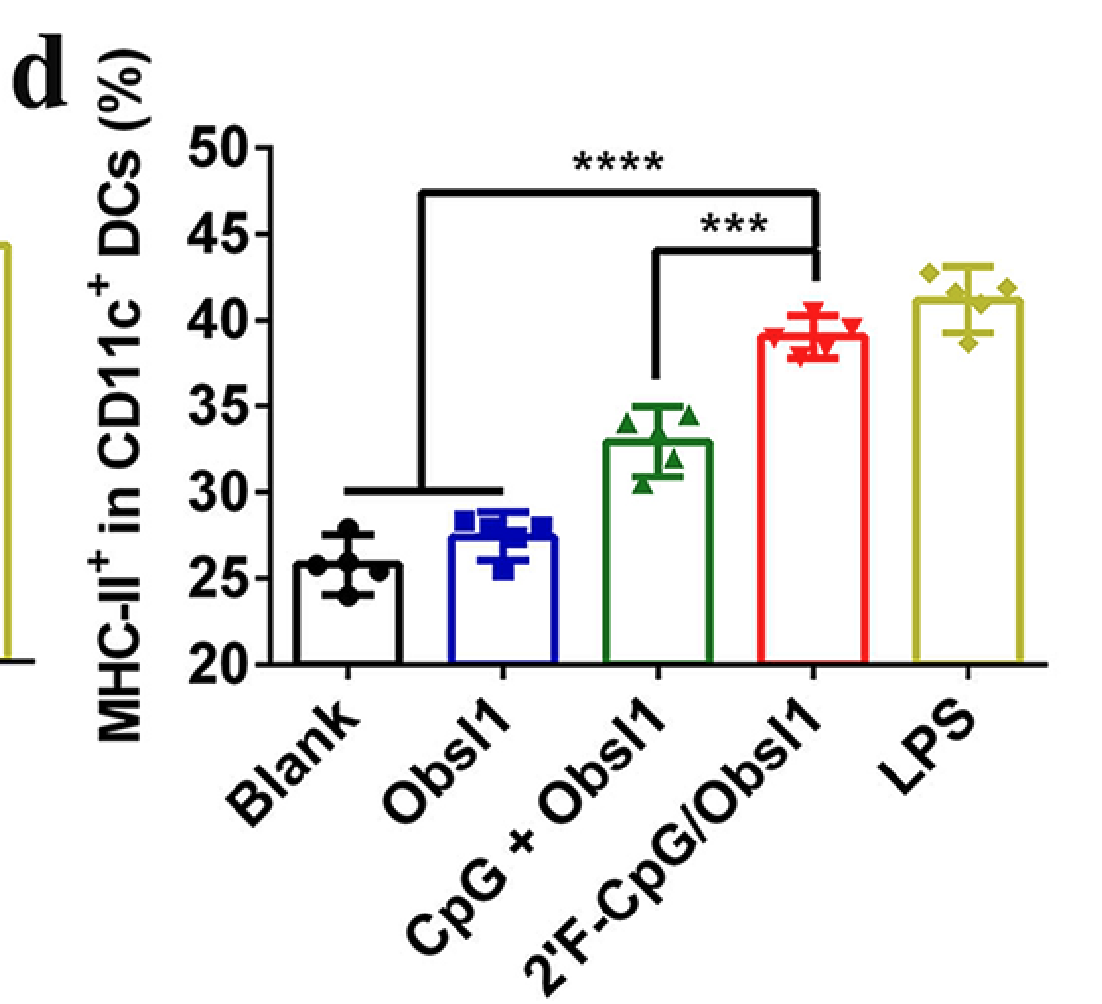 d
MHC-II⁺ in CD11c⁺ DCs (%)
50
45
40
35
30
25
20
****
***
Blank
Obsl1
CpG + Obsl1
2'F-CpG/Obsl1
LPS